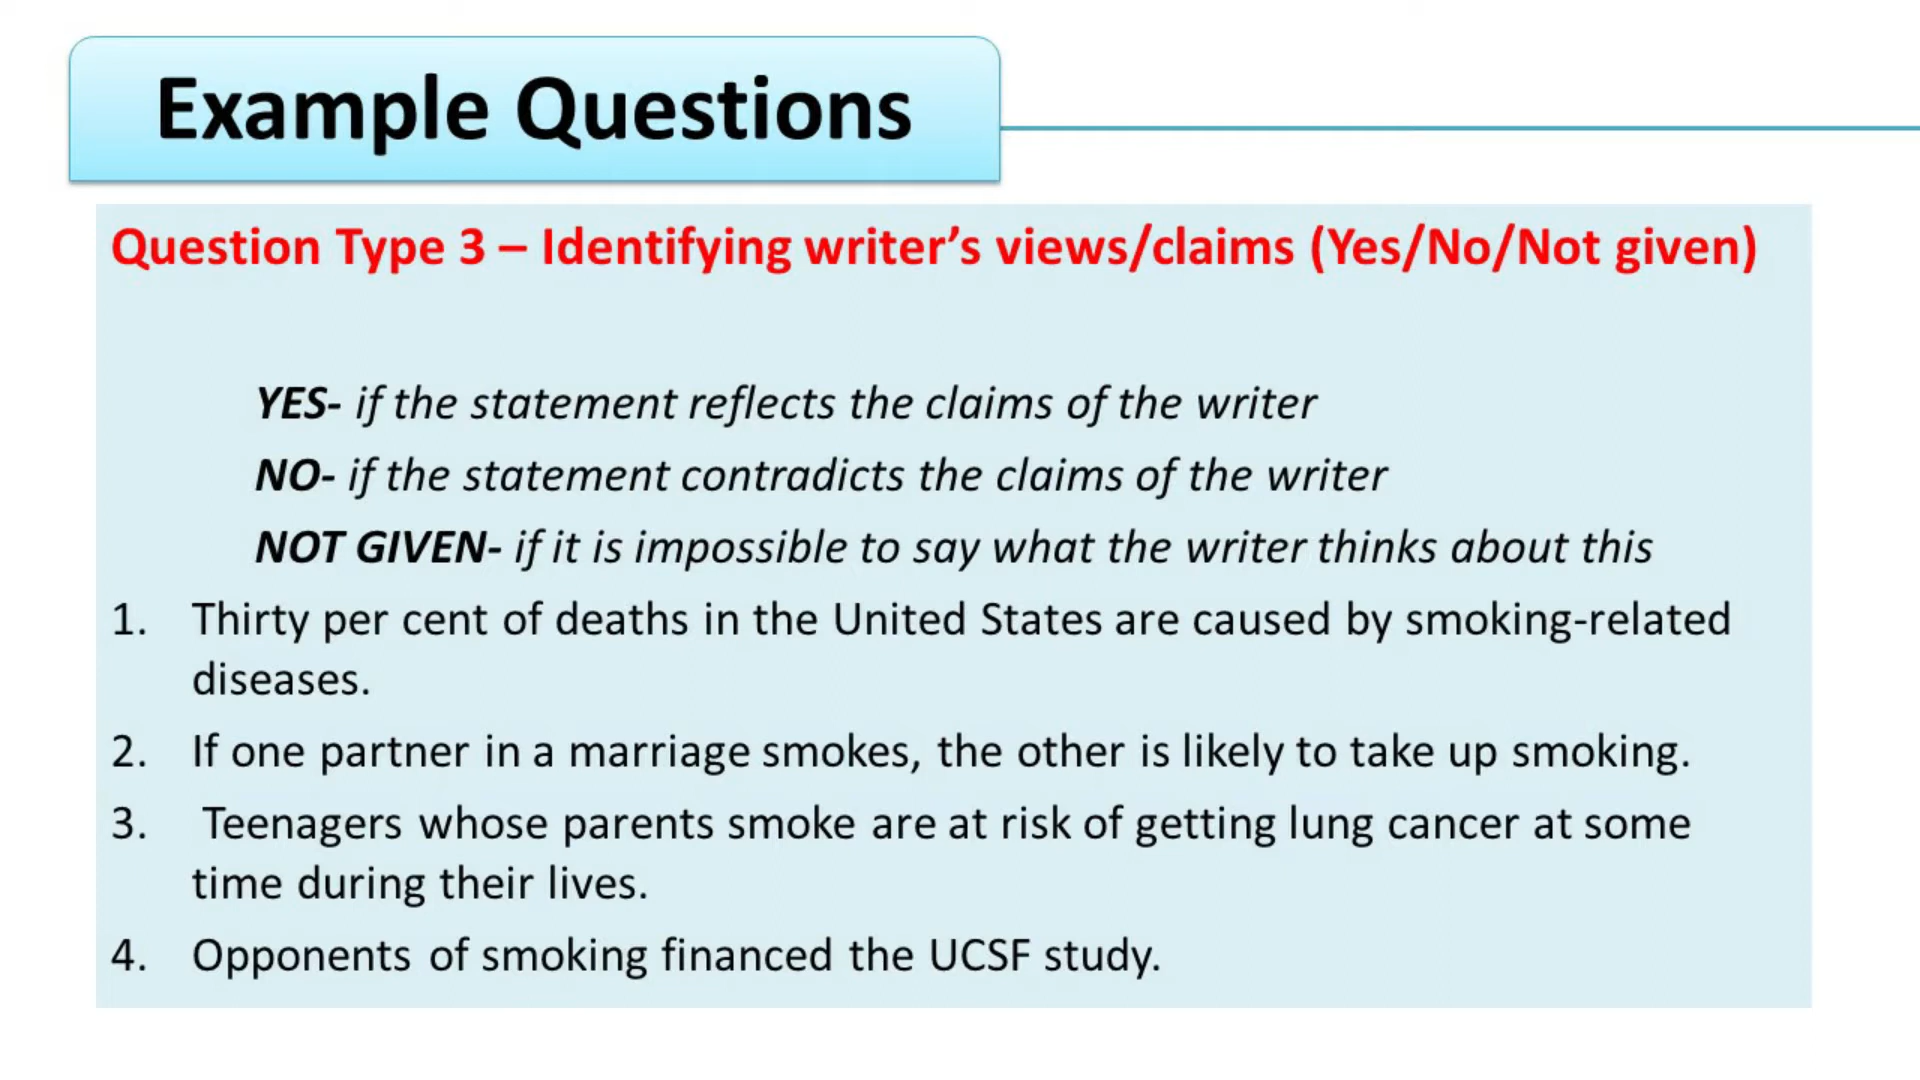 Example Questions
Question Type 3 – Identifying writer’s views/claims (Yes/No/Not given)
YES- if the statement reflects the claims of the writer
NO- if the statement contradicts the claims of the writer
NOT GIVEN- if it is impossible to say what the writer thinks about this
1. Thirty per cent of deaths in the United States are caused by smoking-related
diseases.
2. If one partner in a marriage smokes, the other is likely to take up smoking.
3. Teenagers whose parents smoke are at risk of getting lung cancer at some
time during their lives.
4. Opponents of smoking financed the UCSF study.